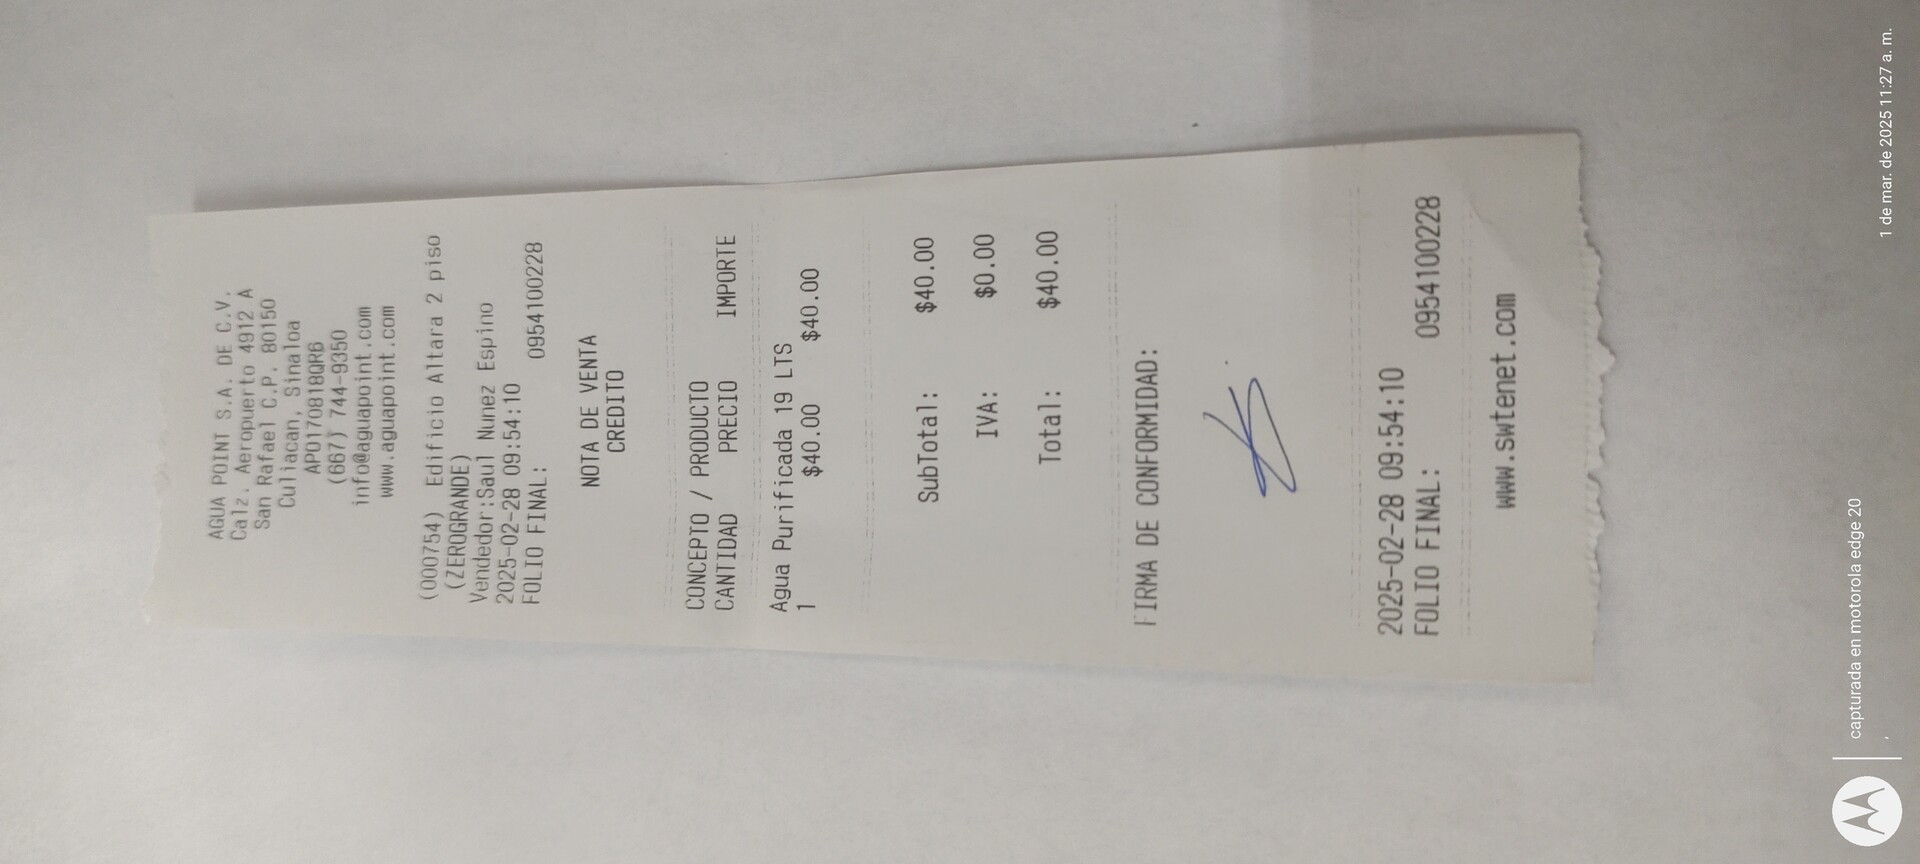 AGUA POINT S.A. DE C.V.
Calz. Aeropuerto 4912 A
San Rafael C.P. 80150
Culiacan, Sinaloa
APO170818QR6
(667) 744-9350
info@aguapoint.com
www.aguapoint.com
(000754) Edificio Altara 2 piso
(ZEROGRANDE)
Vendedor:Saul Nunez Espino
2025-02-28 09:54:10
FOLIO FINAL: 0954100228
NOTA DE VENTA
CREDITO
CONCEPTO / PRODUCTO
CANTIDAD PRECIO IMPORTE
Agua Purificada 19 LTS
1 $40.00 $40.00
SubTotal: $40.00
IVA: $0.00
Total: $40.00
FIRMA DE CONFORMIDAD:
2025-02-28 09:54:10
FOLIO FINAL: 0954100228
www.swtenet.com
capturada en motorola edge 20
,
1 de mar. de 2025 11:27 a. m.